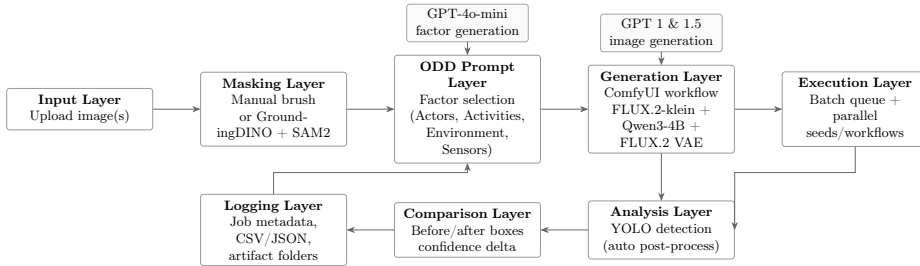 GPT-4o-mini
factor generation
GPT 1 & 1.5
image generation
Input Layer
Upload image(s)
Masking Layer
Manual brush
or Ground-
ingDINO + SAM2
ODD Prompt
Layer
Factor selection
(Actors, Activities,
Environment,
Sensors)
Generation Layer
ComfyUI workflow
FLUX.2-klein +
Qwen3-4B +
FLUX.2 VAE
Execution Layer
Batch queue +
parallel
seeds/workflows
Logging Layer
Job metadata,
CSV/JSON,
artifact folders
Comparison Layer
Before/after boxes
confidence delta
Analysis Layer
YOLO detection
(auto post-process)